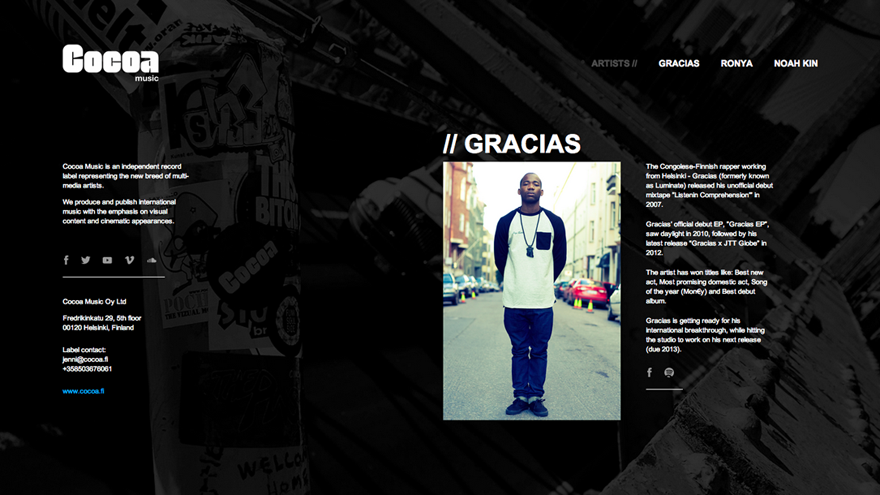 Cocoa
music
ARTISTS // GRACIAS RONYA NOAH KIN
Cocoa Music is an independent record
label representing the new breed of multi-
media artists.
We produce and publish international
music with the emphasis on visual
content and cinematic appearances.
Cocoa Music Oy Ltd
Fredrikinkatu 29, 5th floor
00120 Helsinki, Finland
Label contact:
jenni@cocoa.fi
+358503676061
www.cocoa.fi
// GRACIAS
The Congolese-Finnish rapper working
from Helsinki - Gracias (formerly known
as Luminate) released his unofficial debut
mixtape "Listenin Comprehension'" in
2007.
Gracias' official debut EP, "Gracias EP",
saw daylight in 2010, followed by his
latest release "Gracias x JTT Globe" in
2012.
The artist has won titles like: Best new
act, Most promising domestic act, Song
of the year (Mon€y) and Best debut
album.
Gracias is getting ready for his
international breakthrough, while hitting
the studio to work on his next release
(due 2013).
Cocoa
WELCO
Home